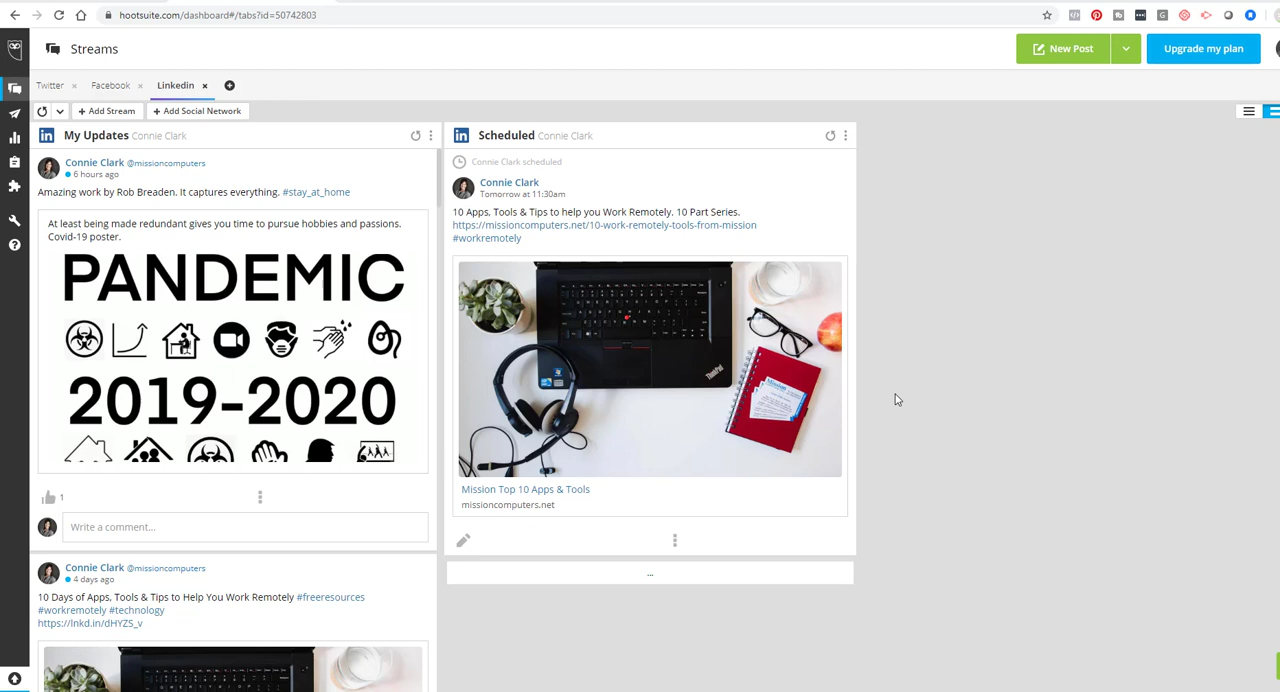 hootsuite.com/dashboard#/tabs?id=50742803
Streams
New Post
Upgrade my plan
Twitter
Facebook
Linkedin
+ Add Stream
+ Add Social Network
in My Updates Connie Clark
Connie Clark @missioncomputers
6 hours ago
Amazing work by Rob Breaden. It captures everything. #stay_at_home
At least being made redundant gives you time to pursue hobbies and passions.
Covid-19 poster.
PANDEMIC
2019-2020
1
Write a comment...
Connie Clark @missioncomputers
4 days ago
10 Days of Apps, Tools & Tips to Help You Work Remotely #freeresources
#workremotely #technology
https://lnkd.in/dHYZS_v
in Scheduled Connie Clark
Connie Clark scheduled
Connie Clark
Tomorrow at 11:30am
10 Apps, Tools & Tips to help you Work Remotely. 10 Part Series.
https://missioncomputers.net/10-work-remotely-tools-from-mission
#workremotely
ThinkPad
Mission
Mission Top 10 Apps & Tools
missioncomputers.net
...